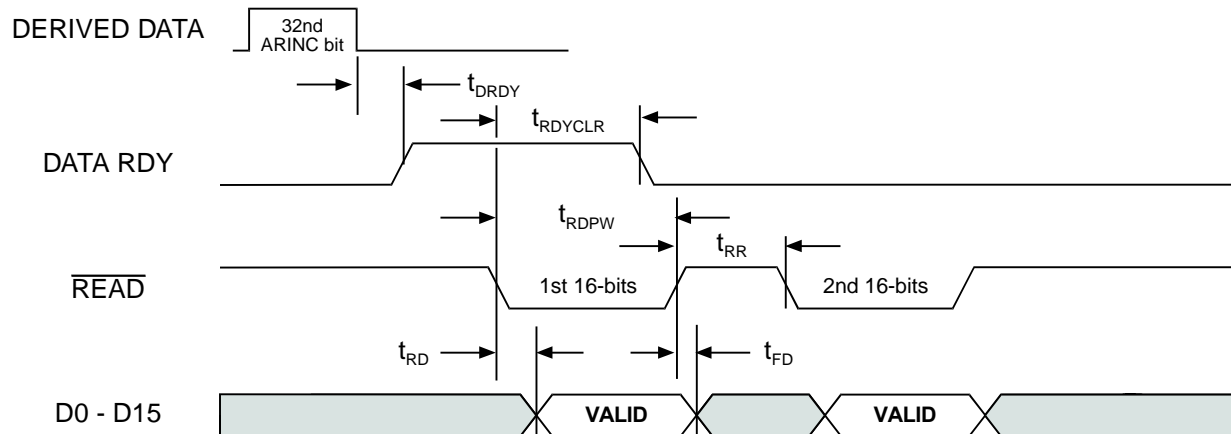 DERIVED DATA
32nd
ARINC bit
tDRDY
tRDYCLR
DATA RDY
tRDPW
tRR
READ
1st 16-bits
2nd 16-bits
tRD
tFD
D0 - D15
VALID
VALID